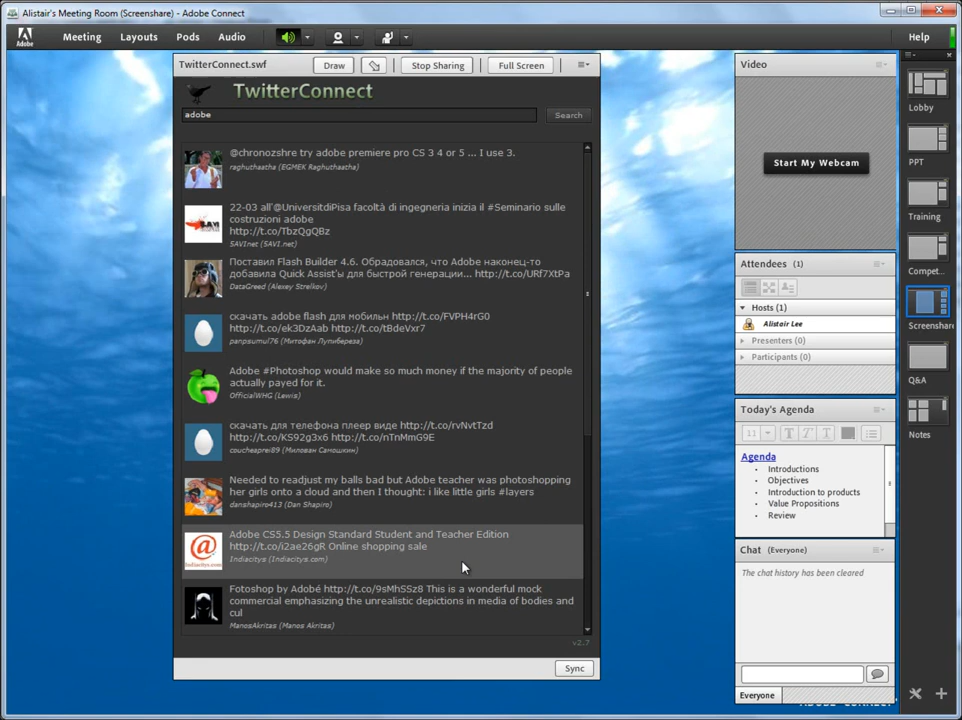 Alistair's Meeting Room (Screenshare) - Adobe Connect
Adobe
Meeting
Layouts
Pods
Audio
Help
TwitterConnect.swf
Draw
Stop Sharing
Full Screen
TwitterConnect
adobe
Search
@chronozshre try adobe premiere pro CS 3 4 or 5 ... I use 3.
raghuthaatha (EGMEK Raghuthaatha)
22-03 all'@UniversitdiPisa facoltà di ingegneria inizia il #Seminario sulle
costruzioni adobe
http://t.co/TbzQgQBz
SAVInet (SAVI.net)
Поставил Flash Builder 4.6. Обрадовался, что Adobe наконец-то
добавила Quick Assist'ы для быстрой генерации... http://t.co/URf7XtPa
DataGreed (Alexey Strelkov)
скачать adobe flash для мобильн http://t.co/FVPH4rG0
http://t.co/ek3DzAab http://t.co/tBdeVxr7
panpsumul76 (Митофан Лупибереза)
Adobe #Photoshop would make so much money if the majority of people
actually payed for it.
OfficialWHG (Lewis)
скачать для телефона плеер виде http://t.co/rvNvtTzd
http://t.co/KS92g3x6 http://t.co/nTnMmG9E
coucheaprei89 (Милован Самошкин)
Needed to readjust my balls bad but Adobe teacher was photoshopping
her girls onto a cloud and then I thought: i like little girls #layers
danshapiro413 (Dan Shapiro)
Adobe CS5.5 Design Standard Student and Teacher Edition
http://t.co/i2ae26gR Online shopping sale
Indiacitys (Indiacitys.com)
Indiacitys.com
Fotoshop by Adobé http://t.co/9sMhSSz8 This is a wonderful mock
commercial emphasizing the unrealistic depictions in media of bodies and
cul
ManosAkritas (Manos Akritas)
v2.7
Sync
Video
Start My Webcam
Attendees (1)
Hosts (1)
Alistair Lee
Presenters (0)
Participants (0)
Today's Agenda
11
T T T
Agenda
Introductions
Objectives
Introduction to products
Value Propositions
Review
Chat (Everyone)
The chat history has been cleared
Everyone
Lobby
PPT
Training
Compet...
Screenshare
Q&A
Notes